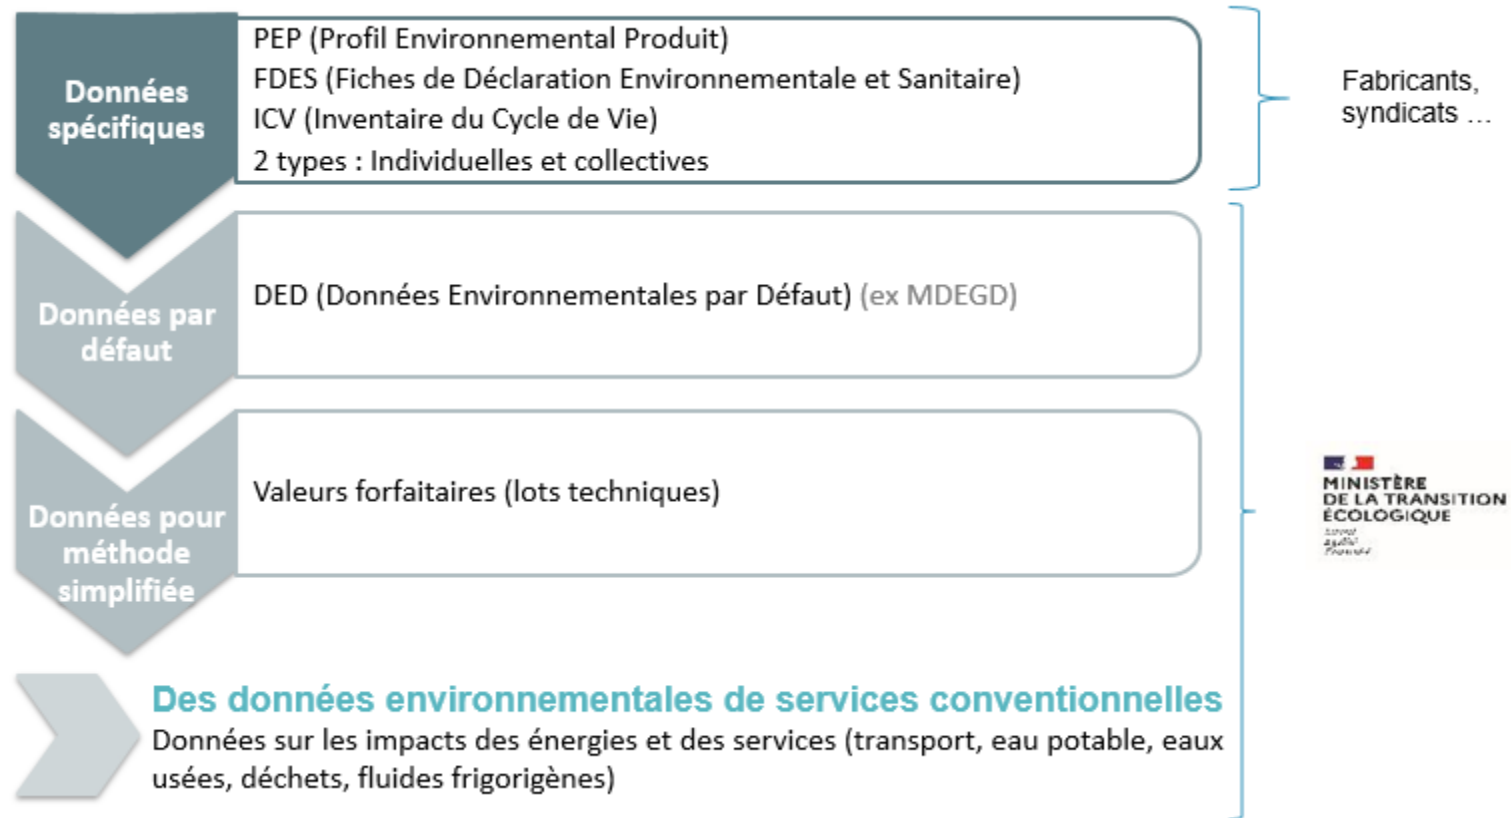 Données
spécifiques
PEP (Profil Environnemental Produit)
FDES (Fiches de Déclaration Environnementale et Sanitaire)
ICV (Inventaire du Cycle de Vie)
2 types : Individuelles et collectives
Fabricants,
syndicats ...
Données par
défaut
DED (Données Environnementales par Défaut) (ex MDEGD)
Données pour
méthode
simplifiée
Valeurs forfaitaires (lots techniques)
MINISTÈRE
DE LA TRANSITION
ÉCOLOGIQUE
Des données environnementales de services conventionnelles
Données sur les impacts des énergies et des services (transport, eau potable, eaux
usées, déchets, fluides frigorigènes)